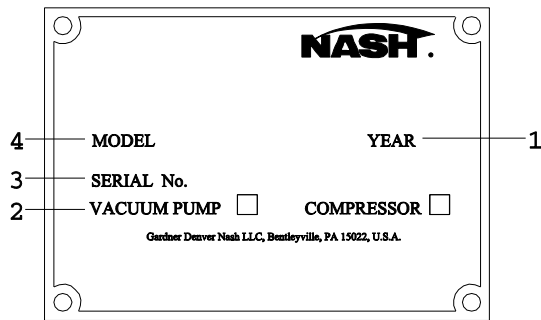 NASH.
4 MODEL YEAR 1
3 SERIAL No.
2 VACUUM PUMP COMPRESSOR
Gardner Denver Nash LLC, Bentleyville, PA 15022, U.S.A.